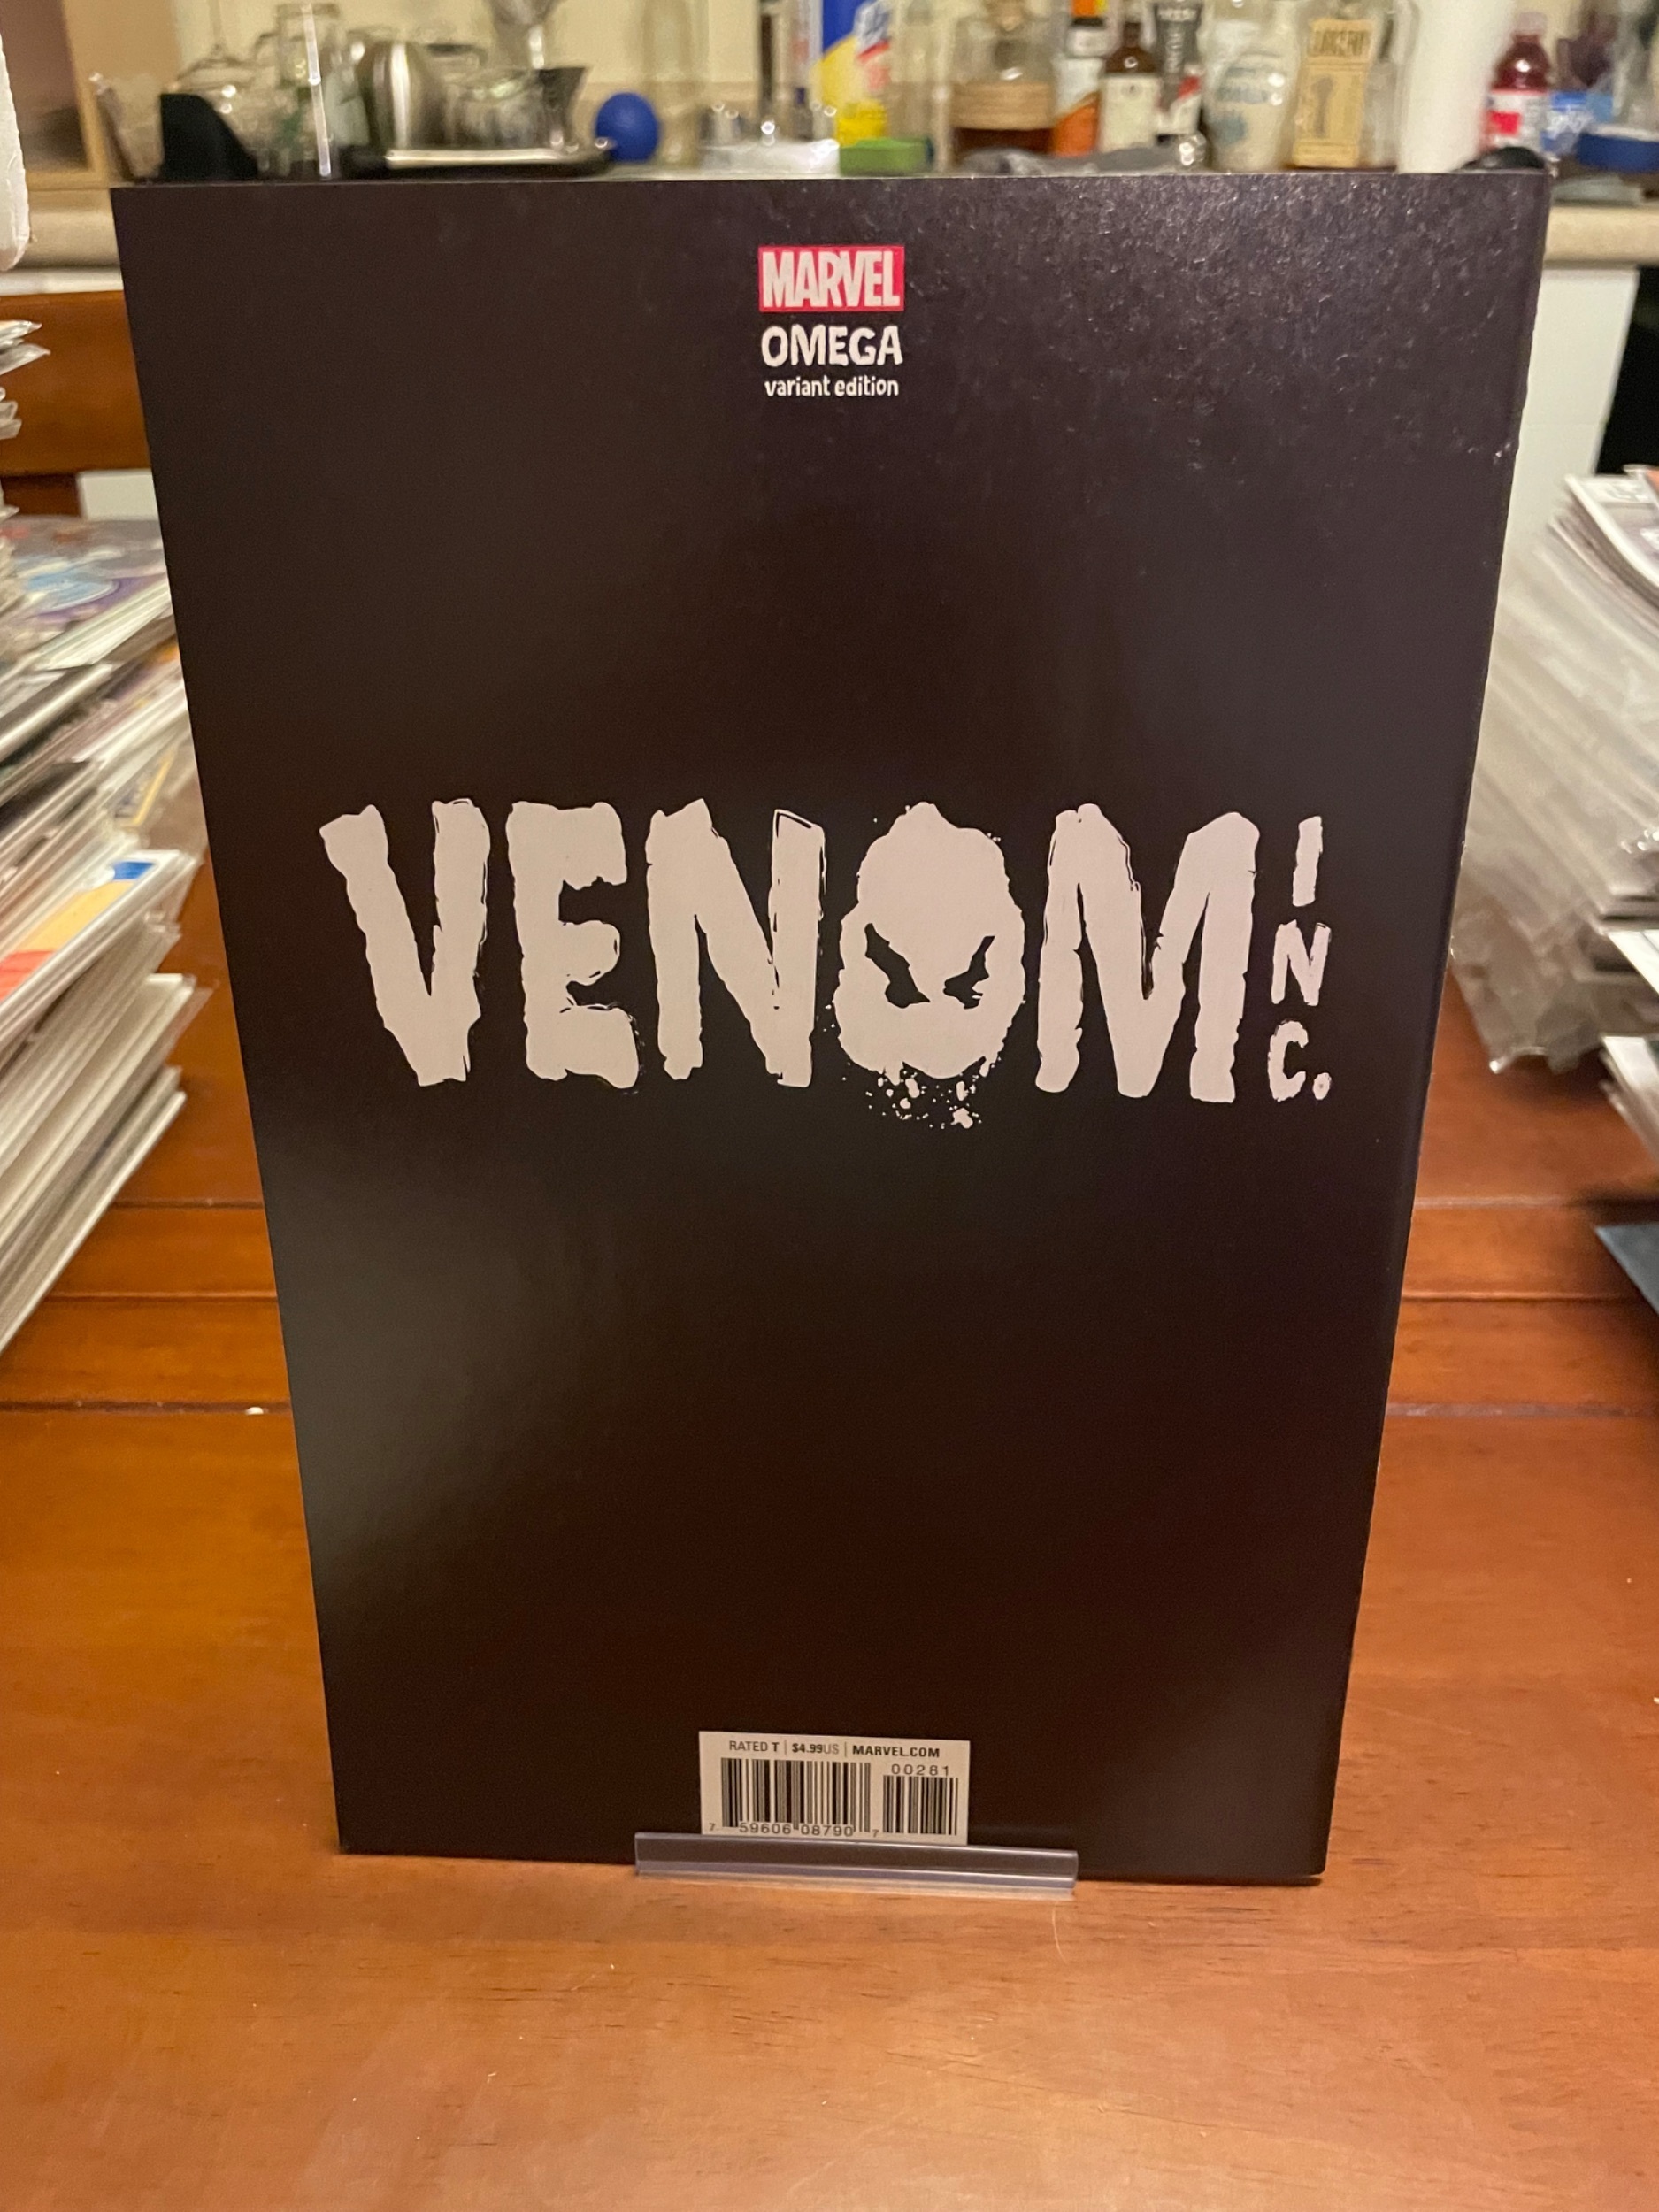 MARVEL
OMEGA
variant edition
VENOM INC.
RATED T | $4.99US | MARVEL.COM
00281
7 59606 08790 7